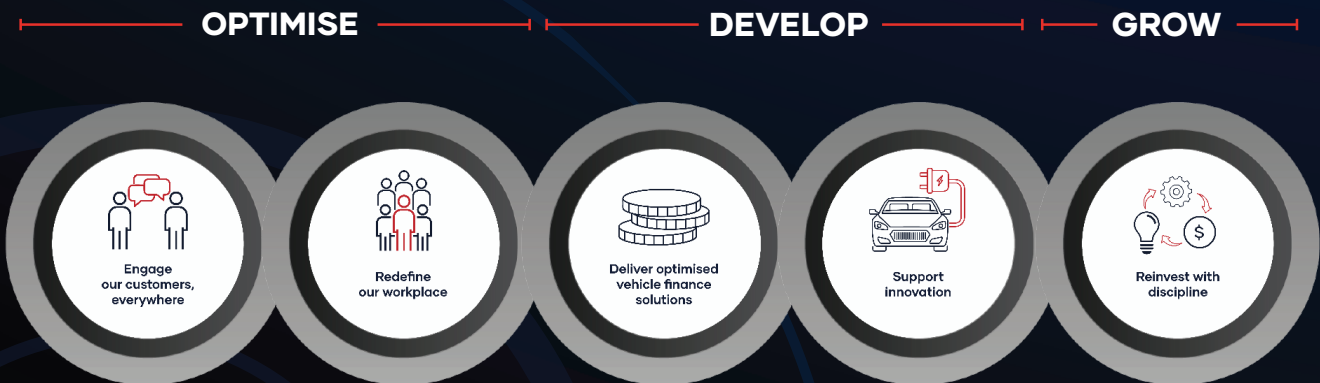 OPTIMISE
DEVELOP
GROW
Engage
our customers,
everywhere
Redefine
our workplace
Deliver optimised
vehicle finance
solutions
Support
innovation
$
Reinvest with
discipline